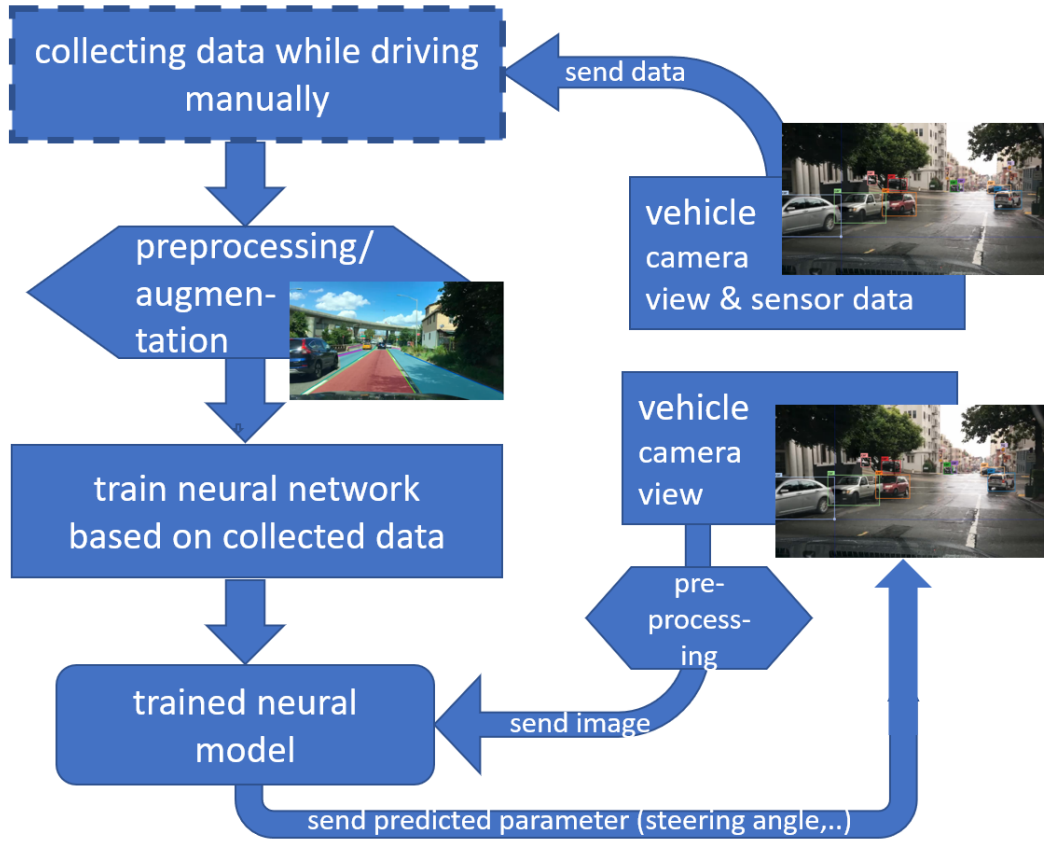 collecting data while driving
manually
send data
vehicle
camera
view & sensor data
preprocessing/
augmen-
tation
vehicle
camera
view
train neural network
based on collected data
pre-
process-
ing
trained neural
model
send image
send predicted parameter (steering angle,..)